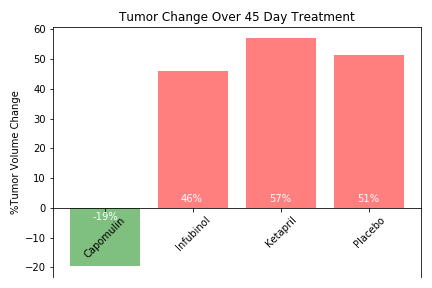 Tumor Change Over 45 Day Treatment
%Tumor Volume Change
60
50
40
30
20
10
0
−10
−20
-19%
46%
57%
51%
Capomulin
Infubinol
Ketapril
Placebo